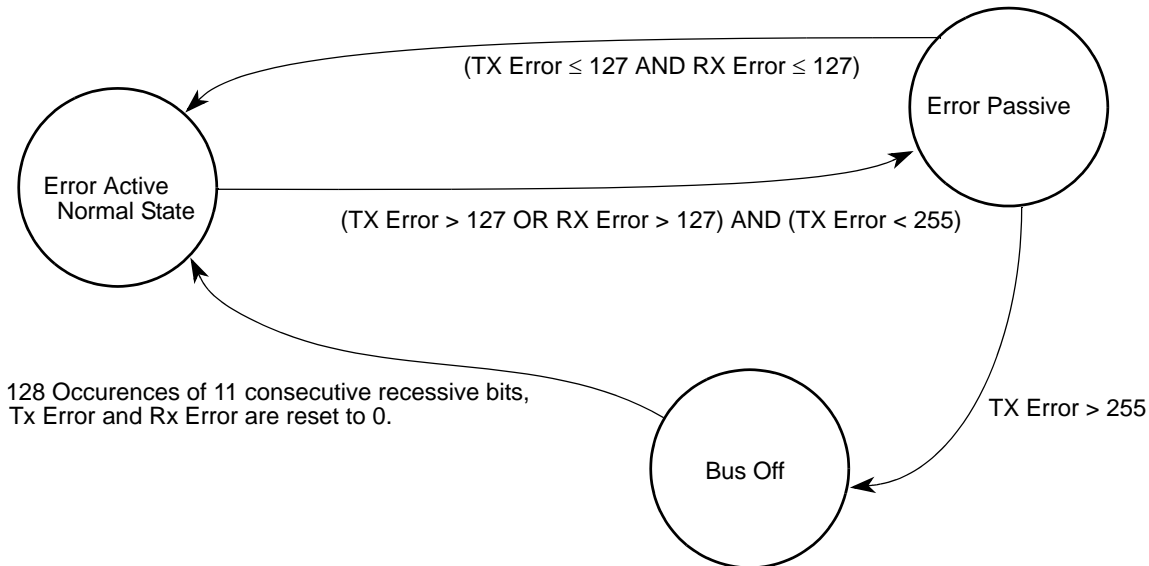 (TX Error ≤ 127 AND RX Error ≤ 127)
Error Passive
Error Active
Normal State
(TX Error > 127 OR RX Error > 127) AND (TX Error < 255)
128 Occurences of 11 consecutive recessive bits,
Tx Error and Rx Error are reset to 0.
TX Error > 255
Bus Off